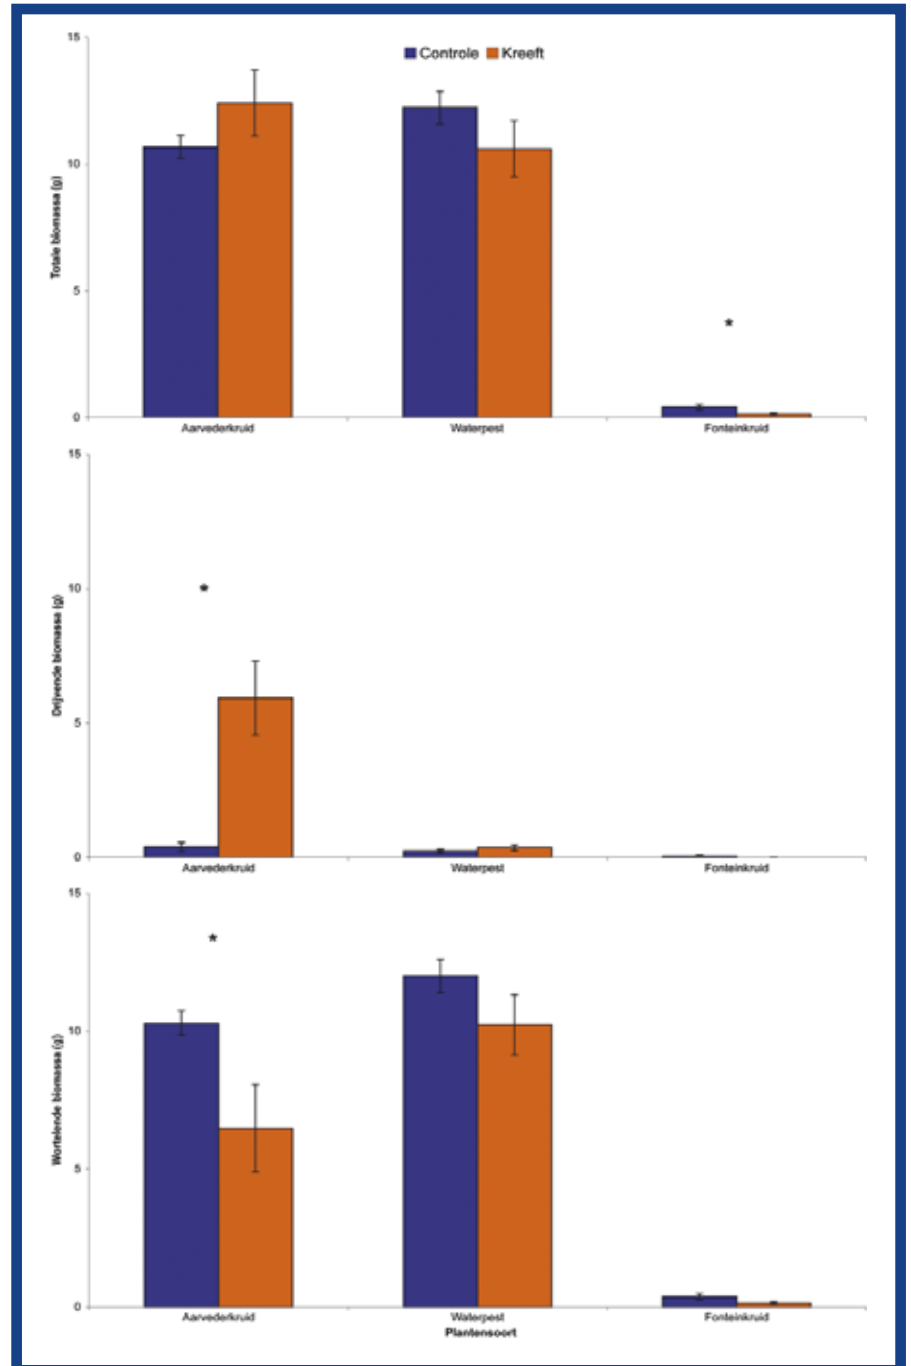 15
Controle Kreeft
10
Totale biomassa (g)
5
*
0
Aarvederkruid Waterpest Fonteinkruid
15
10
*
Drijvende biomassa (g)
5
0
Aarvederkruid Waterpest Fonteinkruid
15
*
10
Wortelende biomassa (g)
5
0
Aarvederkruid Waterpest Fonteinkruid
Plantensoort